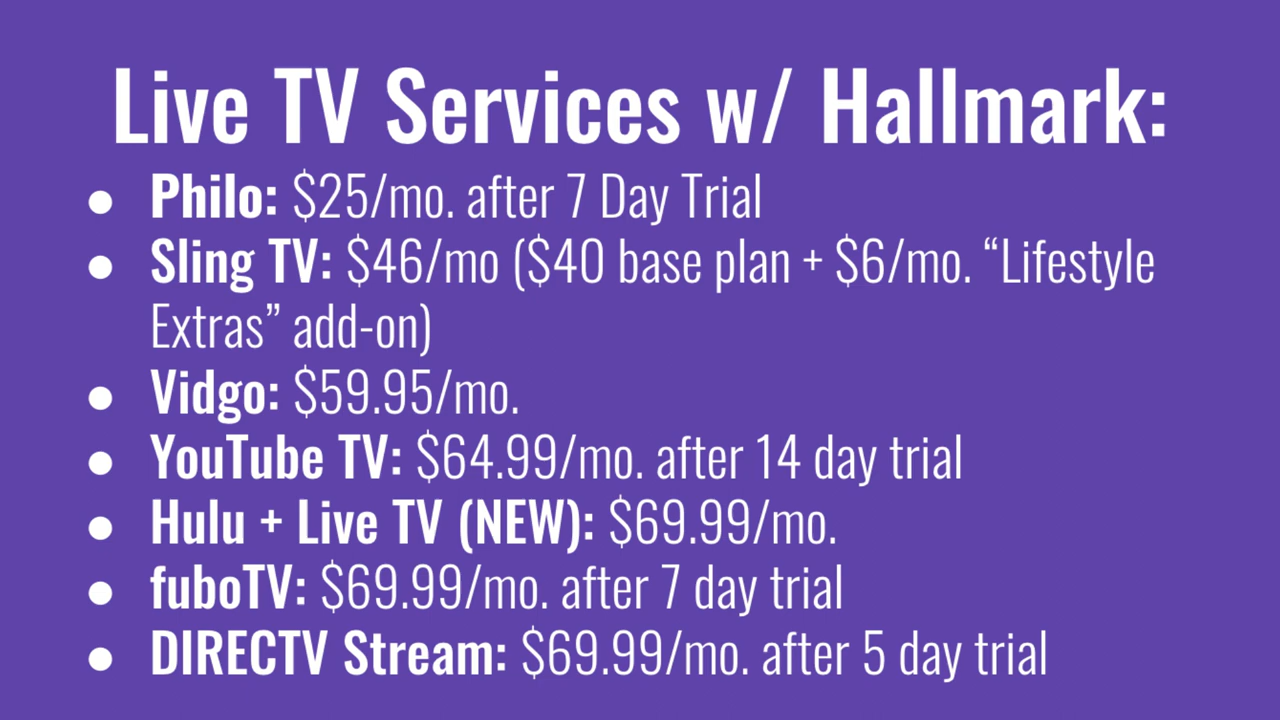 Live TV Services w/ Hallmark:
● Philo: $25/mo. after 7 Day Trial
● Sling TV: $46/mo ($40 base plan + $6/mo. “Lifestyle
Extras” add-on)
● Vidgo: $59.95/mo.
● YouTube TV: $64.99/mo. after 14 day trial
● Hulu + Live TV (NEW): $69.99/mo.
● fuboTV: $69.99/mo. after 7 day trial
● DIRECTV Stream: $69.99/mo. after 5 day trial